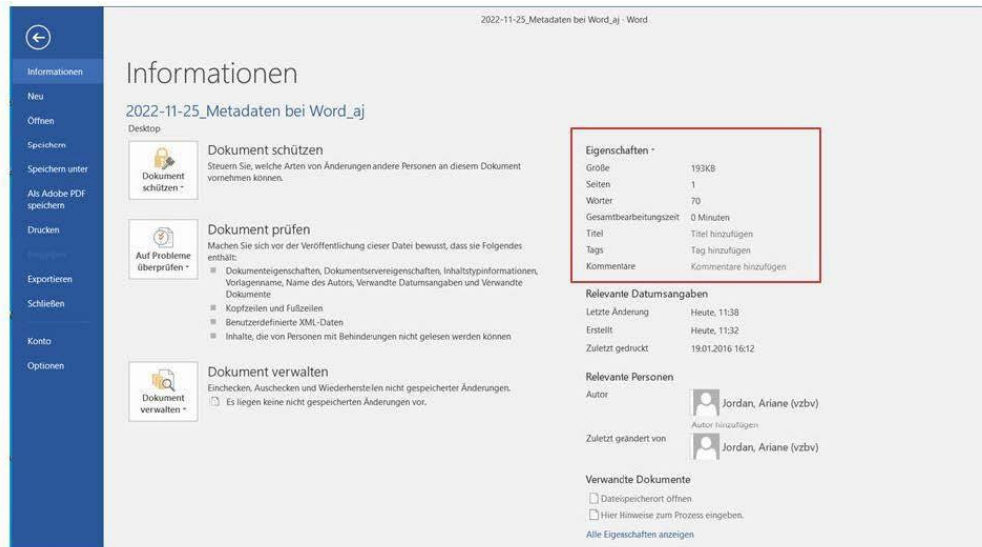 2022-11-25_Metadaten bei Word_aj - Word
Informationen
Neu
Öffnen
Speichern
Speichern unter
Als Adobe PDF
speichern
Drucken
Exportieren
Schließen
Konto
Optionen
Informationen
2022-11-25_Metadaten bei Word_aj
Desktop
Dokument
schützen
Dokument schützen
Steuern Sie, welche Arten von Änderungen andere Personen an diesem Dokument
vornehmen können.
Auf Probleme
überprüfen
Dokument prüfen
Machen Sie sich vor der Veröffentlichung dieser Datei bewusst, dass sie Folgendes
enthält:
Dokumenteigenschaften, Dokumentservereigenschaften, Inhaltstypinformationen,
Vorlagenname, Name des Autors, Verwandte Datumsangaben und Verwandte
Dokumente
Kopfzeilen und Fußzeilen
Benutzerdefinierte XML-Daten
Inhalte, die von Personen mit Behinderungen nicht gelesen werden können
Dokument
verwalten
Dokument verwalten
Einchecken, Auschecken und Wiederherstellen nicht gespeicherter Änderungen.
Es liegen keine nicht gespeicherten Änderungen vor.
Eigenschaften
Größe 193KB
Seiten 1
Wörter 70
Gesamtbearbeitungszeit 0 Minuten
Titel Titel hinzufügen
Tags Tag hinzufügen
Kommentare Kommentare hinzufügen
Relevante Datumsangaben
Letzte Änderung Heute, 11:38
Erstellt Heute, 11:32
Zuletzt gedruckt 19.01.2016 16:12
Relevante Personen
Autor Jordan, Ariane (vzbv)
Autor hinzufügen
Zuletzt geändert von Jordan, Ariane (vzbv)
Verwandte Dokumente
Dateispeicherort öffnen
Hier Hinweise zum Prozess eingeben.
Alle Eigenschaften anzeigen